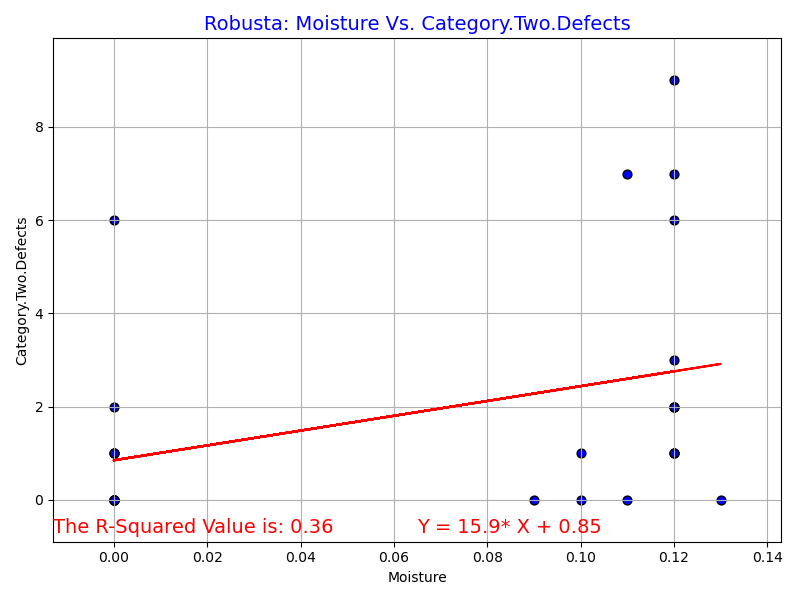 Robusta: Moisture Vs. Category.Two.Defects
Category.Two.Defects
8
6
4
2
0
The R-Squared Value is: 0.36
Y = 15.9* X + 0.85
0.00 0.02 0.04 0.06 0.08 0.10 0.12 0.14
Moisture